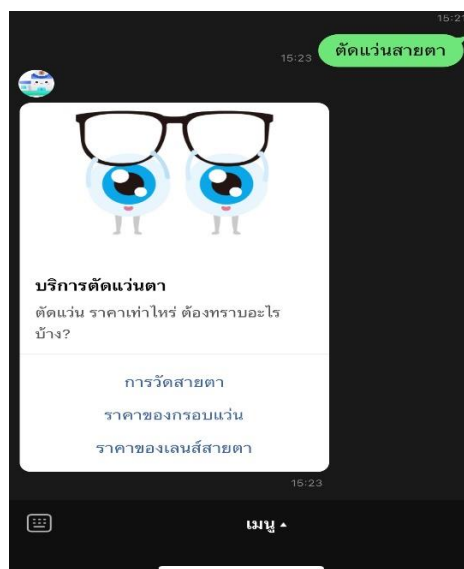 15:21
15:23
ตัดแว่นสายตา
บริการตัดแว่นตา
ตัดแว่น ราคาเท่าไหร่ ต้องทราบอะไร
บ้าง?
การวัดสายตา
ราคาของกรอบแว่น
ราคาของเลนส์สายตา
15:23
เมนู